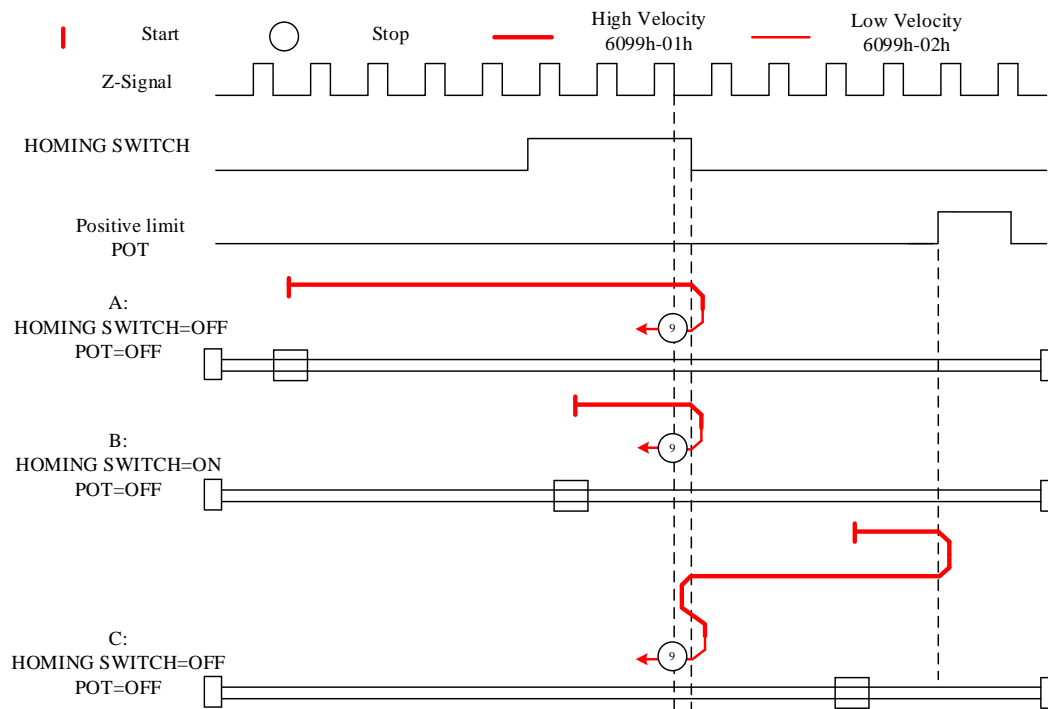 Start
Stop
High Velocity
6099h-01h
Low Velocity
6099h-02h
Z-Signal
HOMING SWITCH
Positive limit
POT
A:
HOMING SWITCH=OFF
POT=OFF
9
B:
HOMING SWITCH=ON
POT=OFF
9
C:
HOMING SWITCH=OFF
POT=OFF
9